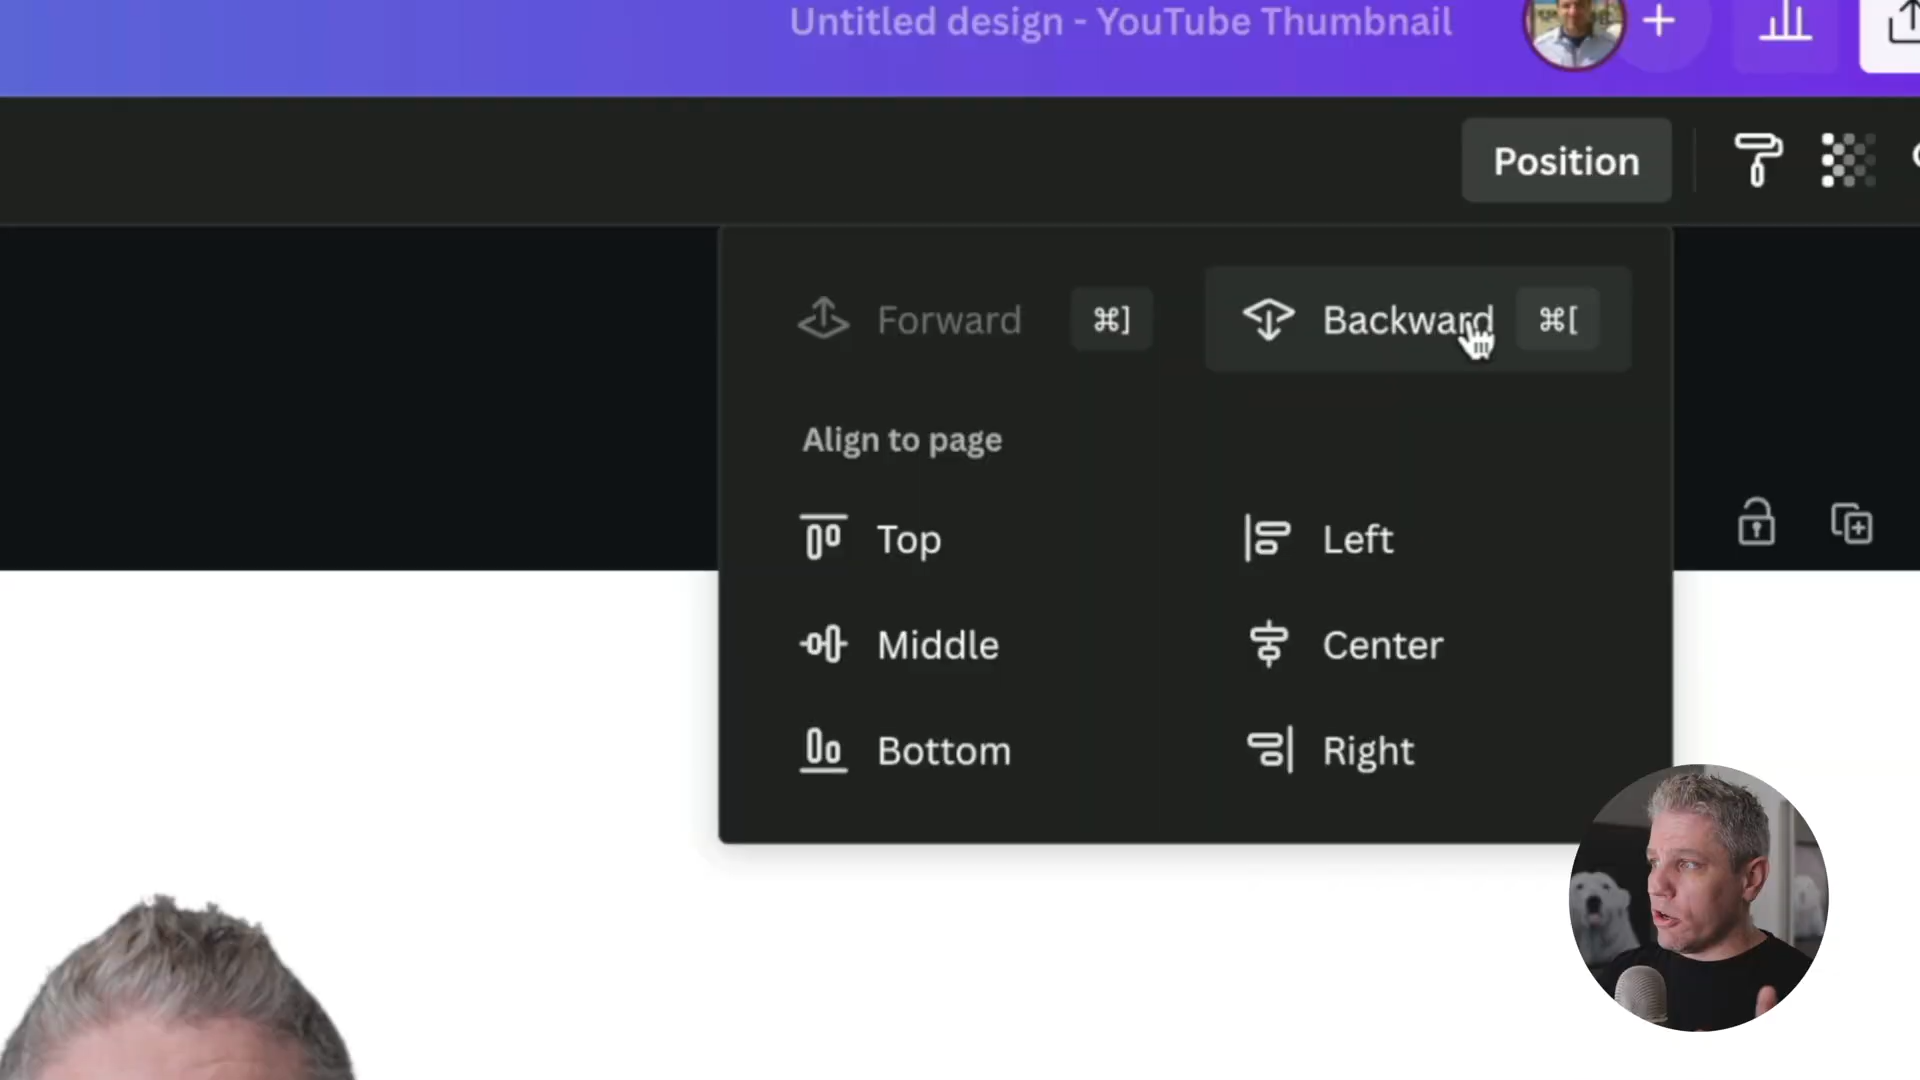 Untitled design - YouTube Thumbnail
Position
Forward ⌘] Backward ⌘[
Align to page
Top Left
Middle Center
Bottom Right